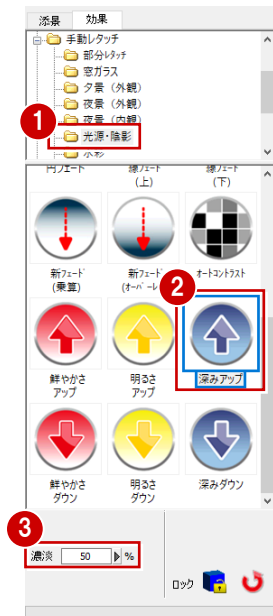 添景 効果
手動レタッチ
部分ﾚﾀｯﾁ
窓ガラス
夕景（外観）
夜景（外観）
夜景（内観）
1
光源・陰影
水彩
円フェード 線フェード 線フェード
（上） （下）
新ﾌｪｰﾄﾞ 新ﾌｪｰﾄﾞ ｵｰﾄｺﾝﾄﾗｽﾄ
（乗算） （ｵｰﾊﾞｰﾚ
2
鮮やかさ 明るさ 深みアップ
アップ アップ
鮮やかさ 明るさ 深みダウン
ダウン ダウン
3
濃淡 50 %
ロック